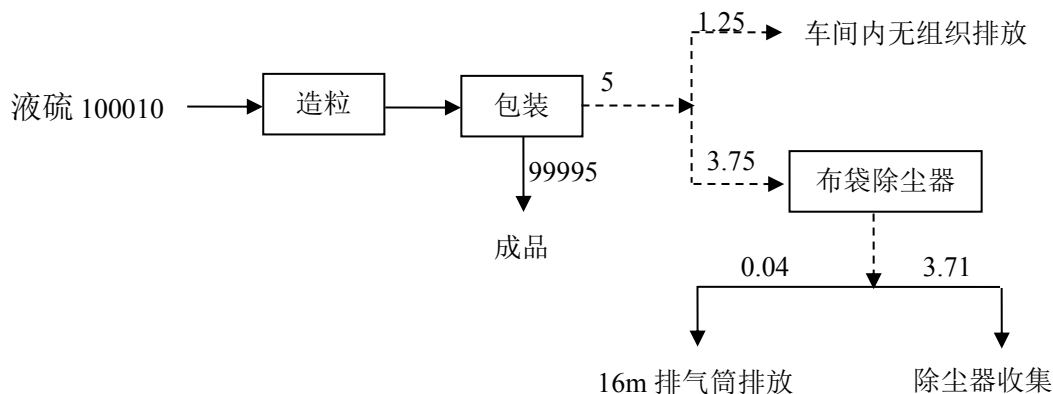 1.25
车间内无组织排放
5
液硫 100010
造粒
包装
3.75
布袋除尘器
99995
成品
0.04
3.71
16m 排气筒排放
除尘器收集